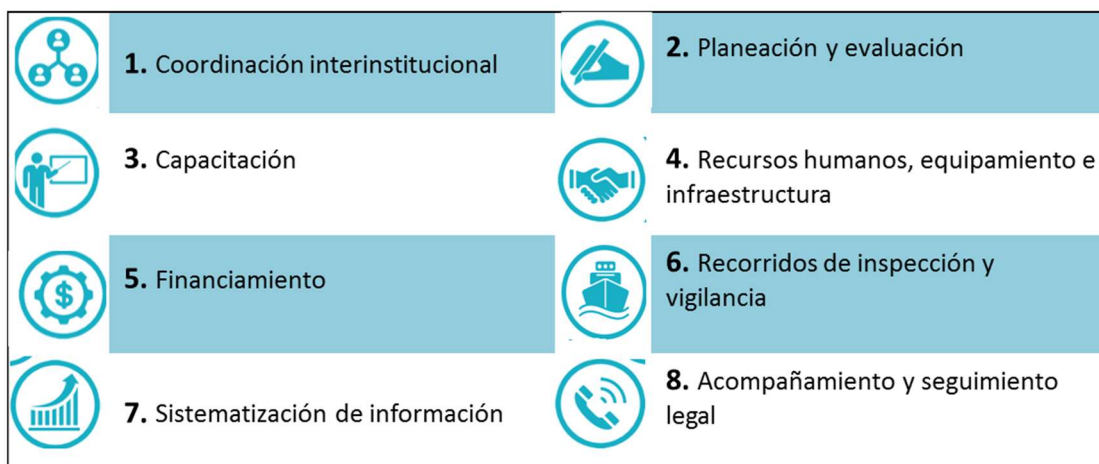 1. Coordinación interinstitucional
2. Planeación y evaluación
3. Capacitación
4. Recursos humanos, equipamiento e
infraestructura
5. Financiamiento
$
6. Recorridos de inspección y
vigilancia
7. Sistematización de información
8. Acompañamiento y seguimiento
legal